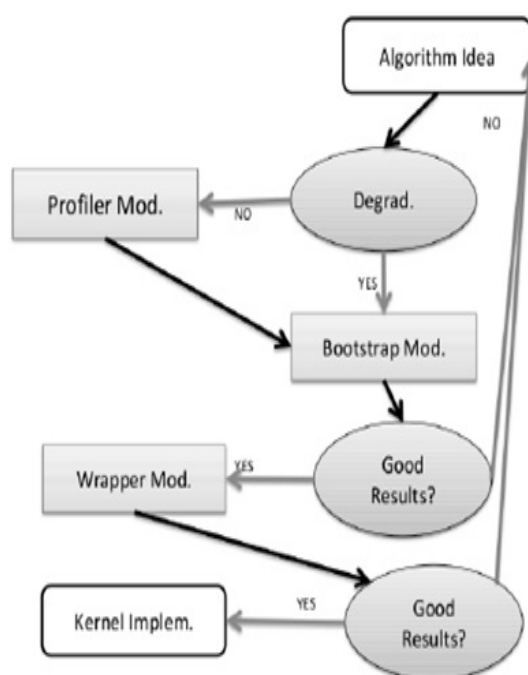 Algorithm Idea
NO
Profiler Mod.
NO
Degrad.
YES
Bootstrap Mod.
Wrapper Mod.
YES
Good
Results?
Kernel Implem.
YES
Good
Results?